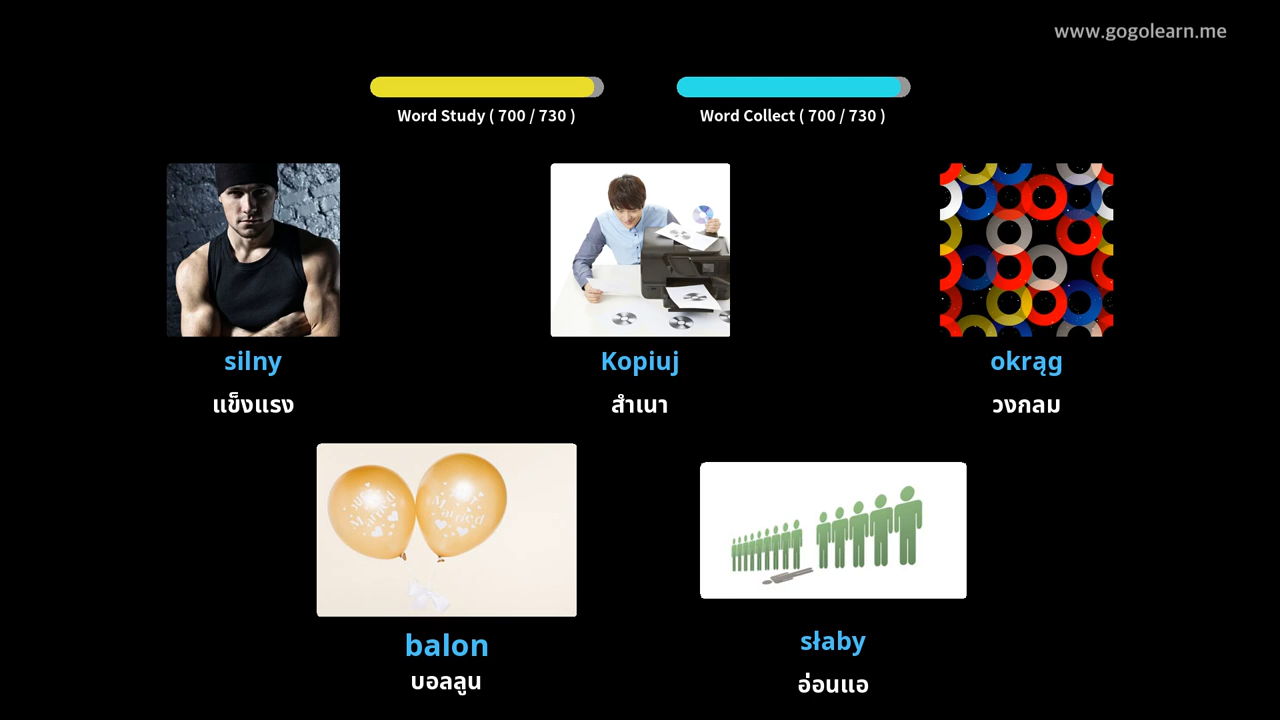 www.gogolearn.me
Word Study ( 700 / 730 )
Word Collect ( 700 / 730 )
silny
Kopiuj
okrąg
แข็งแรง
สำเนา
วงกลม
balon
słaby
บอลลูน
อ่อนแอ